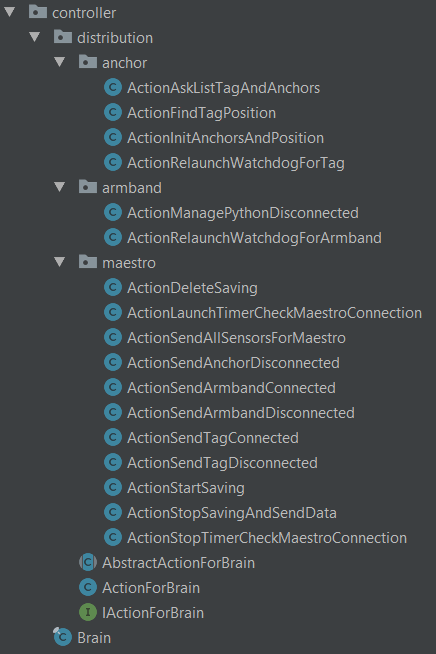 controller
distribution
anchor
ActionAskListTagAndAnchors
ActionFindTagPosition
ActionInitAnchorsAndPosition
ActionRelaunchWatchdogForTag
armband
ActionManagePythonDisconnected
ActionRelaunchWatchdogForArmband
maestro
ActionDeleteSaving
ActionLaunchTimerCheckMaestroConnection
ActionSendAllSensorsForMaestro
ActionSendAnchorDisconnected
ActionSendArmbandConnected
ActionSendArmbandDisconnected
ActionSendTagConnected
ActionSendTagDisconnected
ActionStartSaving
ActionStopSavingAndSendData
ActionStopTimerCheckMaestroConnection
AbstractActionForBrain
ActionForBrain
IActionForBrain
Brain